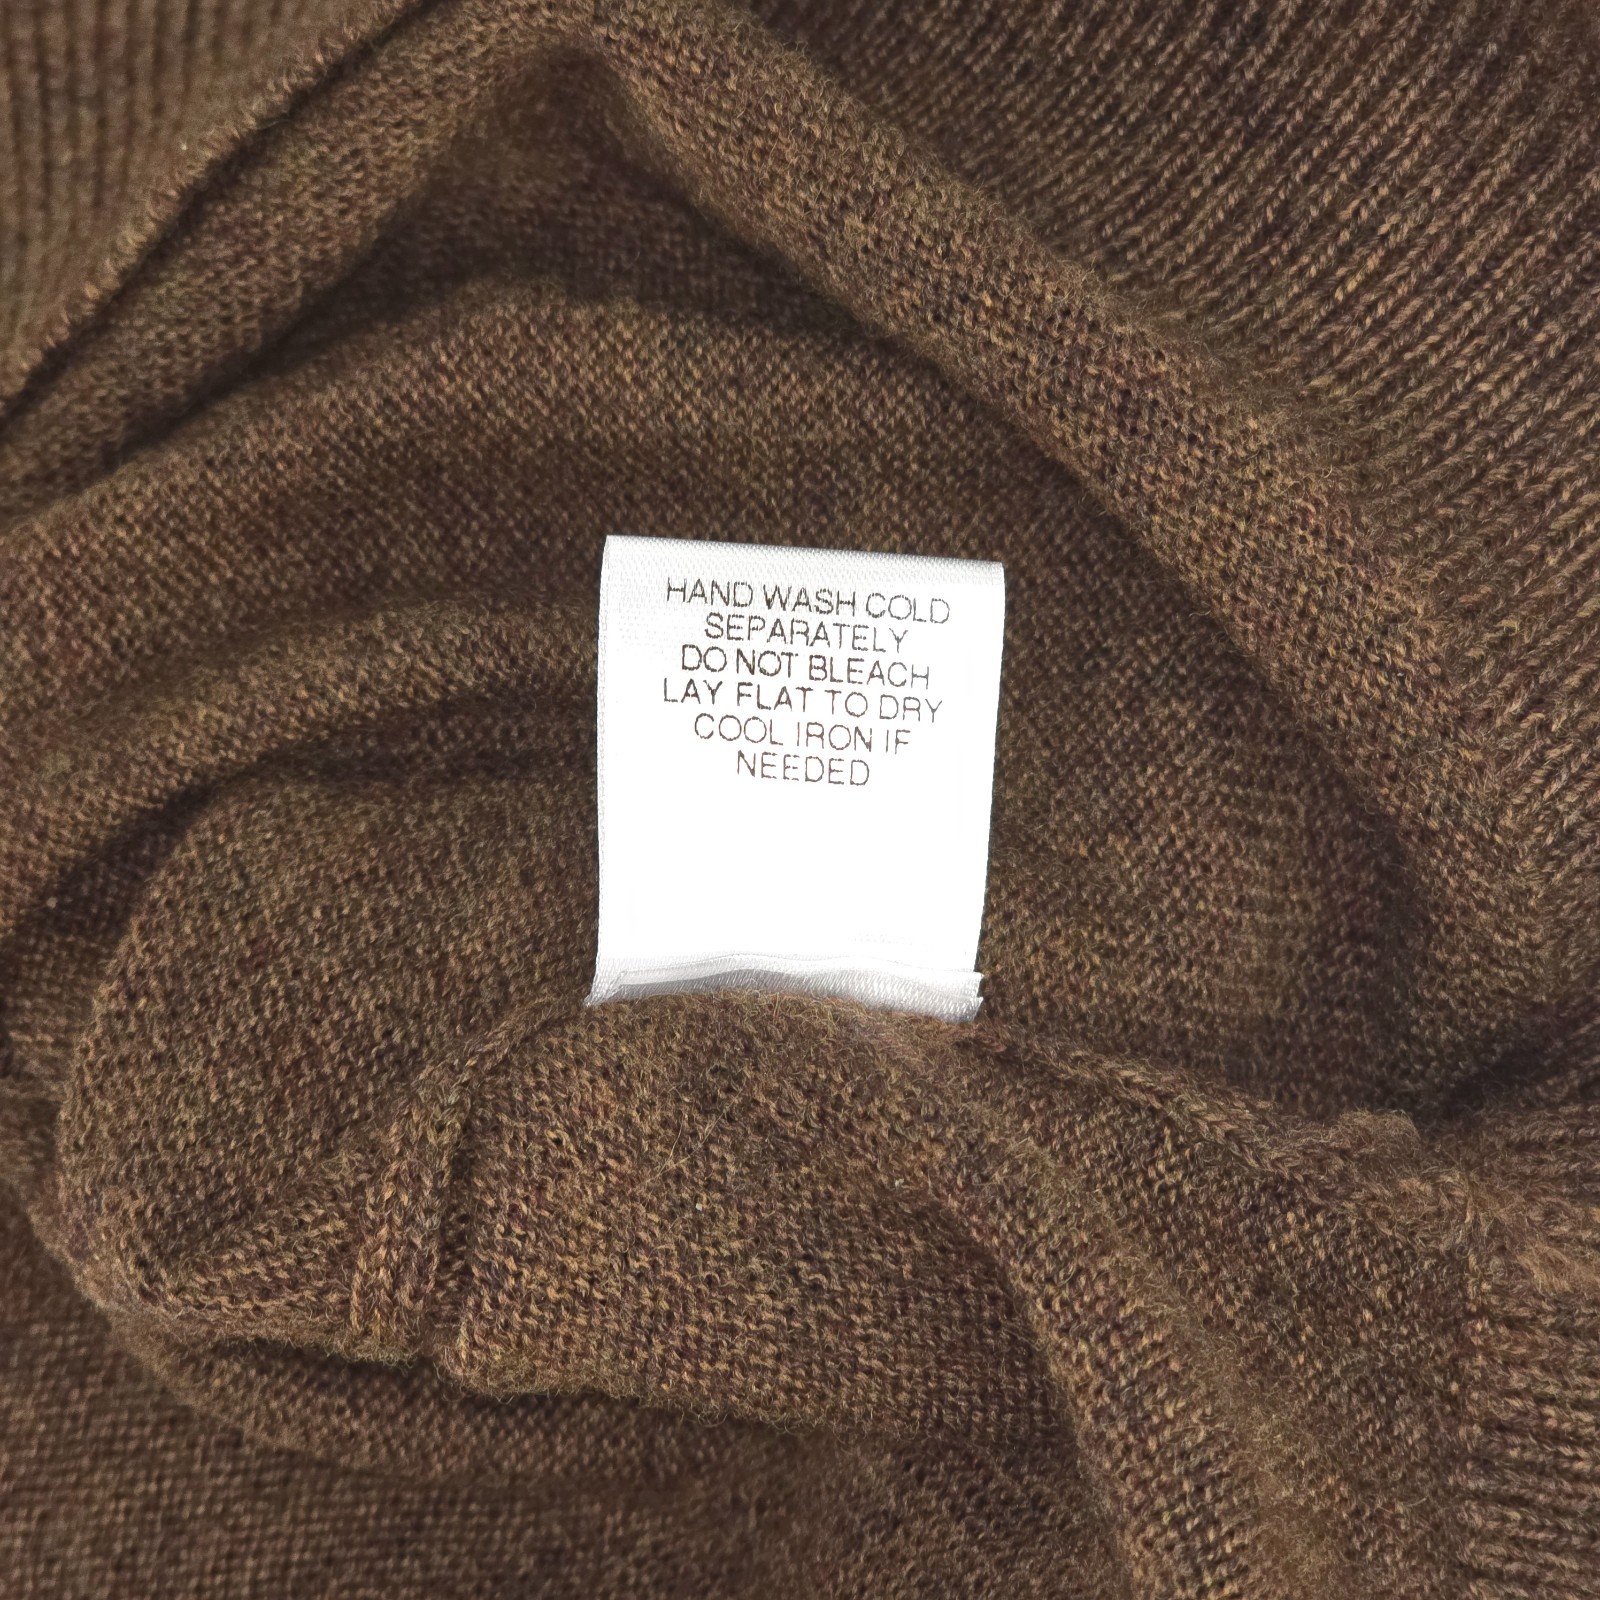 HAND WASH COLD
SEPARATELY
DO NOT BLEACH
LAY FLAT TO DRY
COOL IRON IF
NEEDED